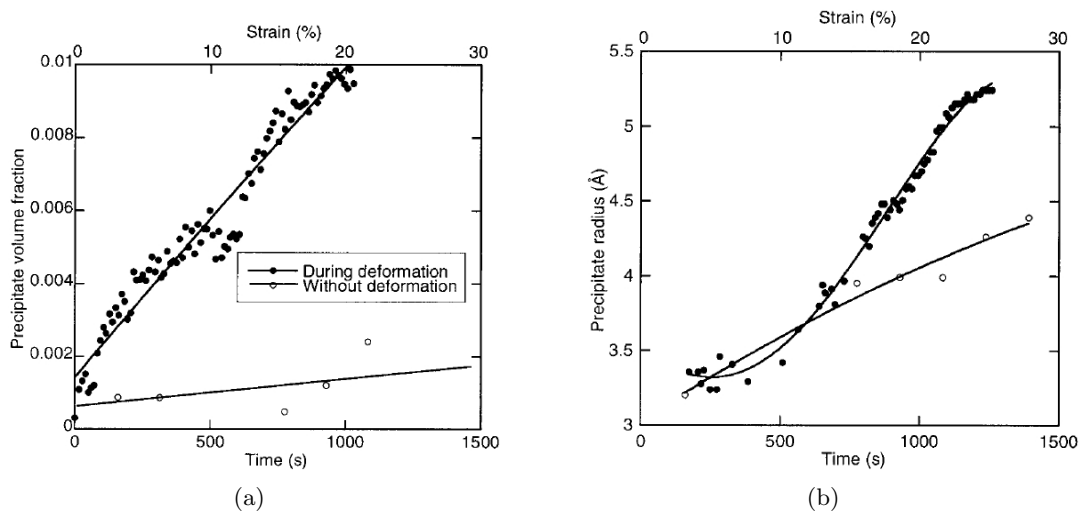 Strain (%)
0 10 20 30
0.01
0.008
0.006
0.004
0.002
0
Precipitate volume fraction
During deformation
Without deformation
0 500 1000 1500
Time (s)
(a)
Strain (%)
0 10 20 30
5.5
5
4.5
4
3.5
3
Precipitate radius (Å)
0 500 1000 1500
Time (s)
(b)